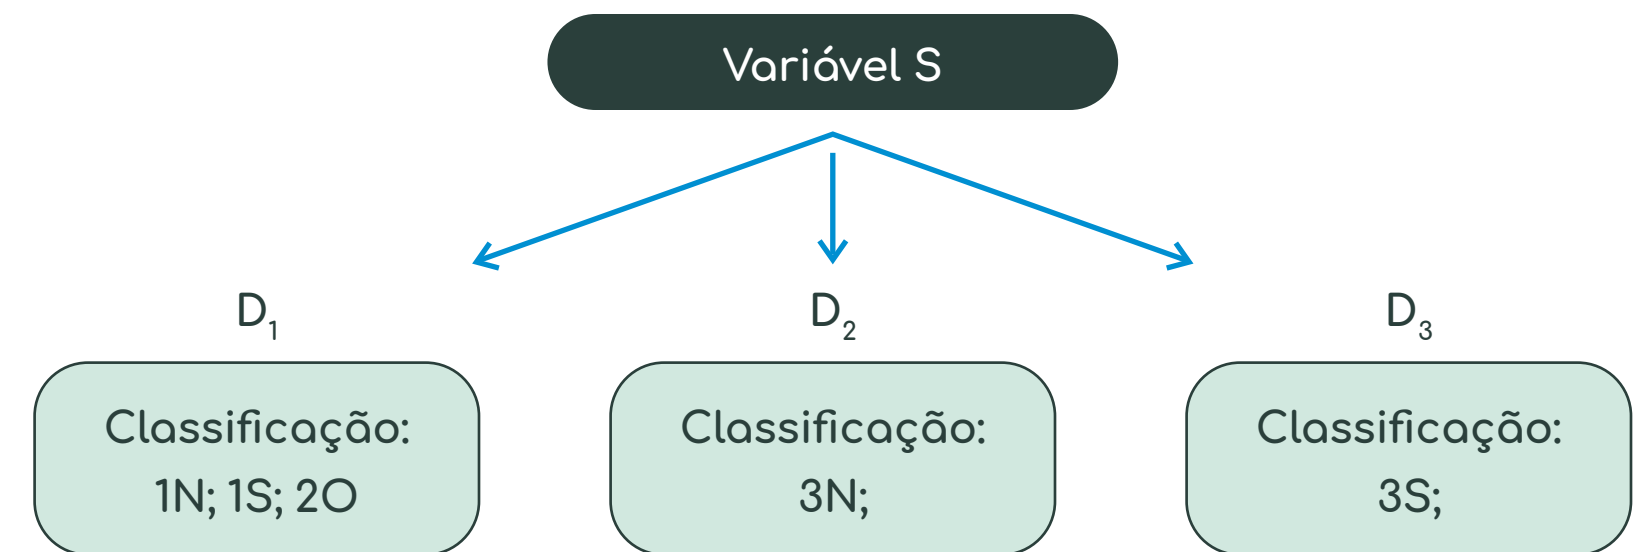 Variável S
D₁
D₂
D₃
Classificação:
1N; 1S; 2O
Classificação:
3N;
Classificação:
3S;